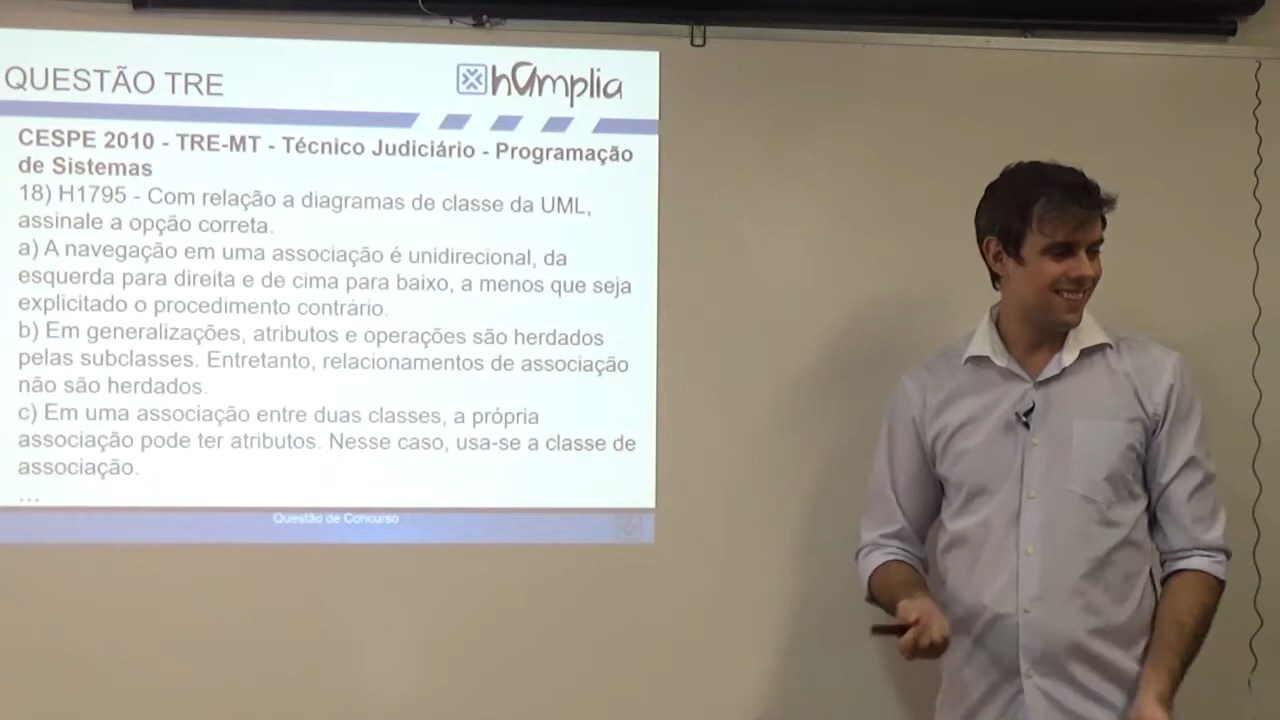 QUESTÃO TRE
hamplia
CESPE 2010 - TRE-MT - Técnico Judiciário - Programação
de Sistemas
18) H1795 - Com relação a diagramas de classe da UML,
assinale a opção correta.
a) A navegação em uma associação é unidirecional, da
esquerda para direita e de cima para baixo, a menos que seja
explicitado o procedimento contrário.
b) Em generalizações, atributos e operações são herdados
pelas subclasses. Entretanto, relacionamentos de associação
não são herdados.
c) Em uma associação entre duas classes, a própria
associação pode ter atributos. Nesse caso, usa-se a classe de
associação.
...
Questão de Concurso